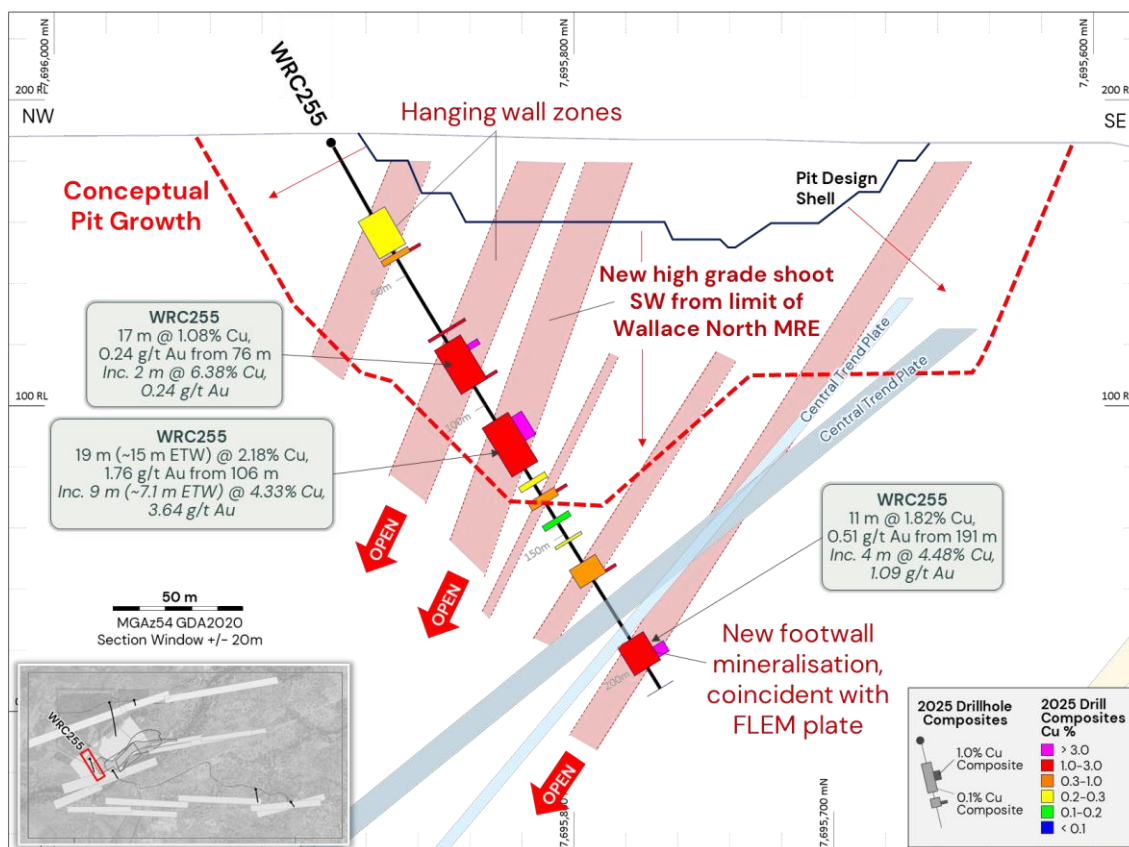 7,696,000 mN
7,695,800 mN
7,695,600 mN
200 RL
200 R
NW
SE
WRC255
Hanging wall zones
Conceptual
Pit Growth
Pit Design
Shell
New high grade shoot
SW from limit of
Wallace North MRE
50m
WRC255
17 m @ 1.08% Cu,
0.24 g/t Au from 76 m
Inc. 2 m @ 6.38% Cu,
0.24 g/t Au
Central Trend Plate
Central Trend Plate
100 RL
100 R
100m
WRC255
19 m (~15 m ETW) @ 2.18% Cu,
1.76 g/t Au from 106 m
Inc. 9 m (~7.1 m ETW) @ 4.33% Cu,
3.64 g/t Au
WRC255
11 m @ 1.82% Cu,
0.51 g/t Au from 191 m
Inc. 4 m @ 4.48% Cu,
1.09 g/t Au
OPEN
OPEN
150m
50 m
MGAz54 GDA2020
Section Window +/- 20m
New footwall
mineralisation,
coincident with
FLEM plate
200m
WRC255
OPEN
2025 Drillhole
Composites
1.0% Cu
Composite
0.1% Cu
Composite
2025 Drill
Composites
Cu %
> 3.0
1.0-3.0
0.3-1.0
0.2-0.3
0.1-0.2
< 0.1
7,695,700 mN